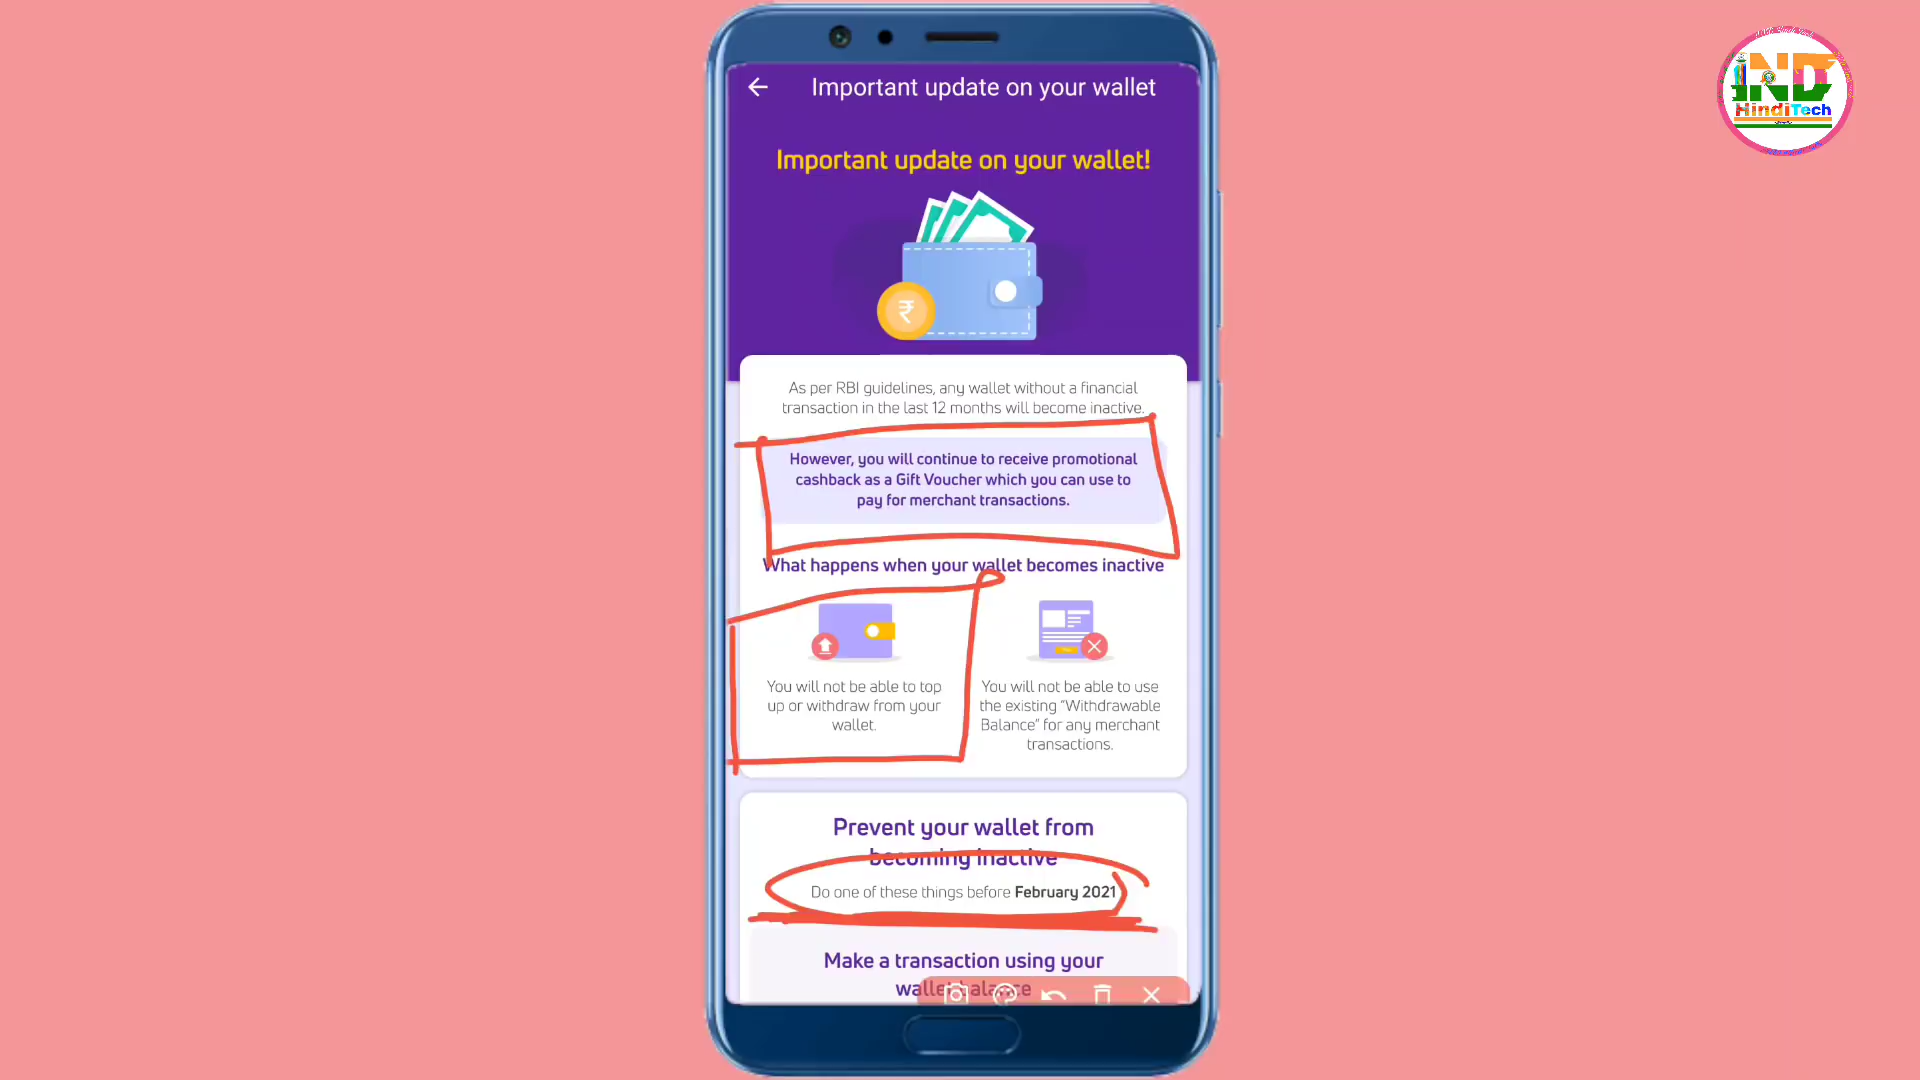 Important update on your wallet
IND
HindiTech
Important update on your wallet!
₹
As per RBI guidelines, any wallet without a financial
transaction in the last 12 months will become inactive.
However, you will continue to receive promotional
cashback as a Gift Voucher which you can use to
pay for merchant transactions.
What happens when your wallet becomes inactive
You will not be able to top
up or withdraw from your
wallet.
You will not be able to use
the existing "Withdrawable
Balance" for any merchant
transactions.
Prevent your wallet from
becoming inactive
Do one of these things before February 2021
Make a transaction using your
wallet balance